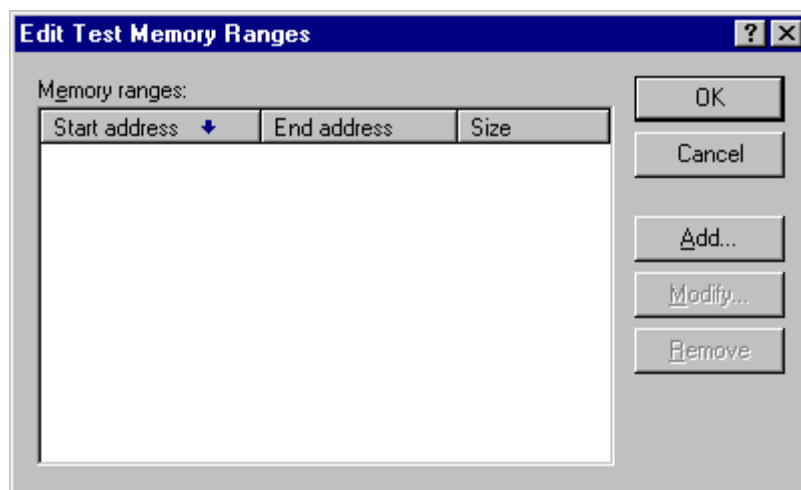 Edit Test Memory Ranges
Memory ranges:
Start address End address Size
OK
Cancel
Add...
Modify...
Remove